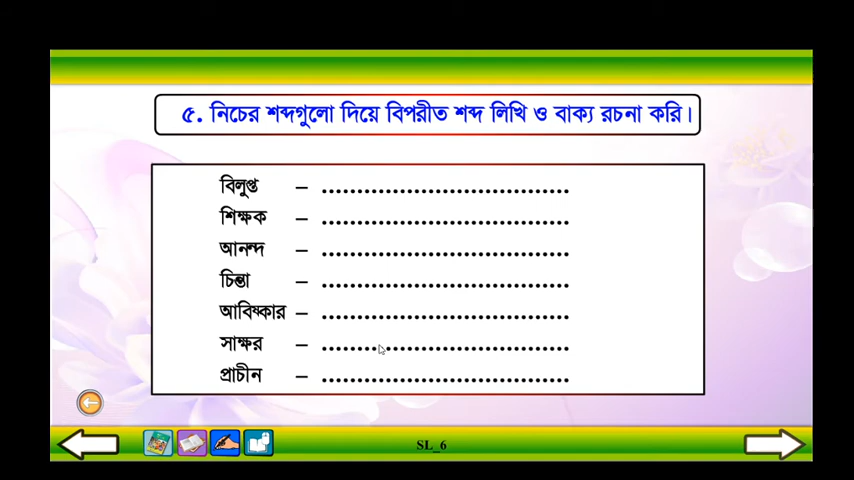 ৫. নিচের শব্দগুলো দিয়ে বিপরীত শব্দ লিখি ও বাক্য রচনা করি।
বিলুপ্ত – ...................................
শিক্ষক – ...................................
আনন্দ – ...................................
চিন্তা – ...................................
আবিষ্কার – ...................................
সাক্ষর – ...................................
প্রাচীন – ...................................
SL_6